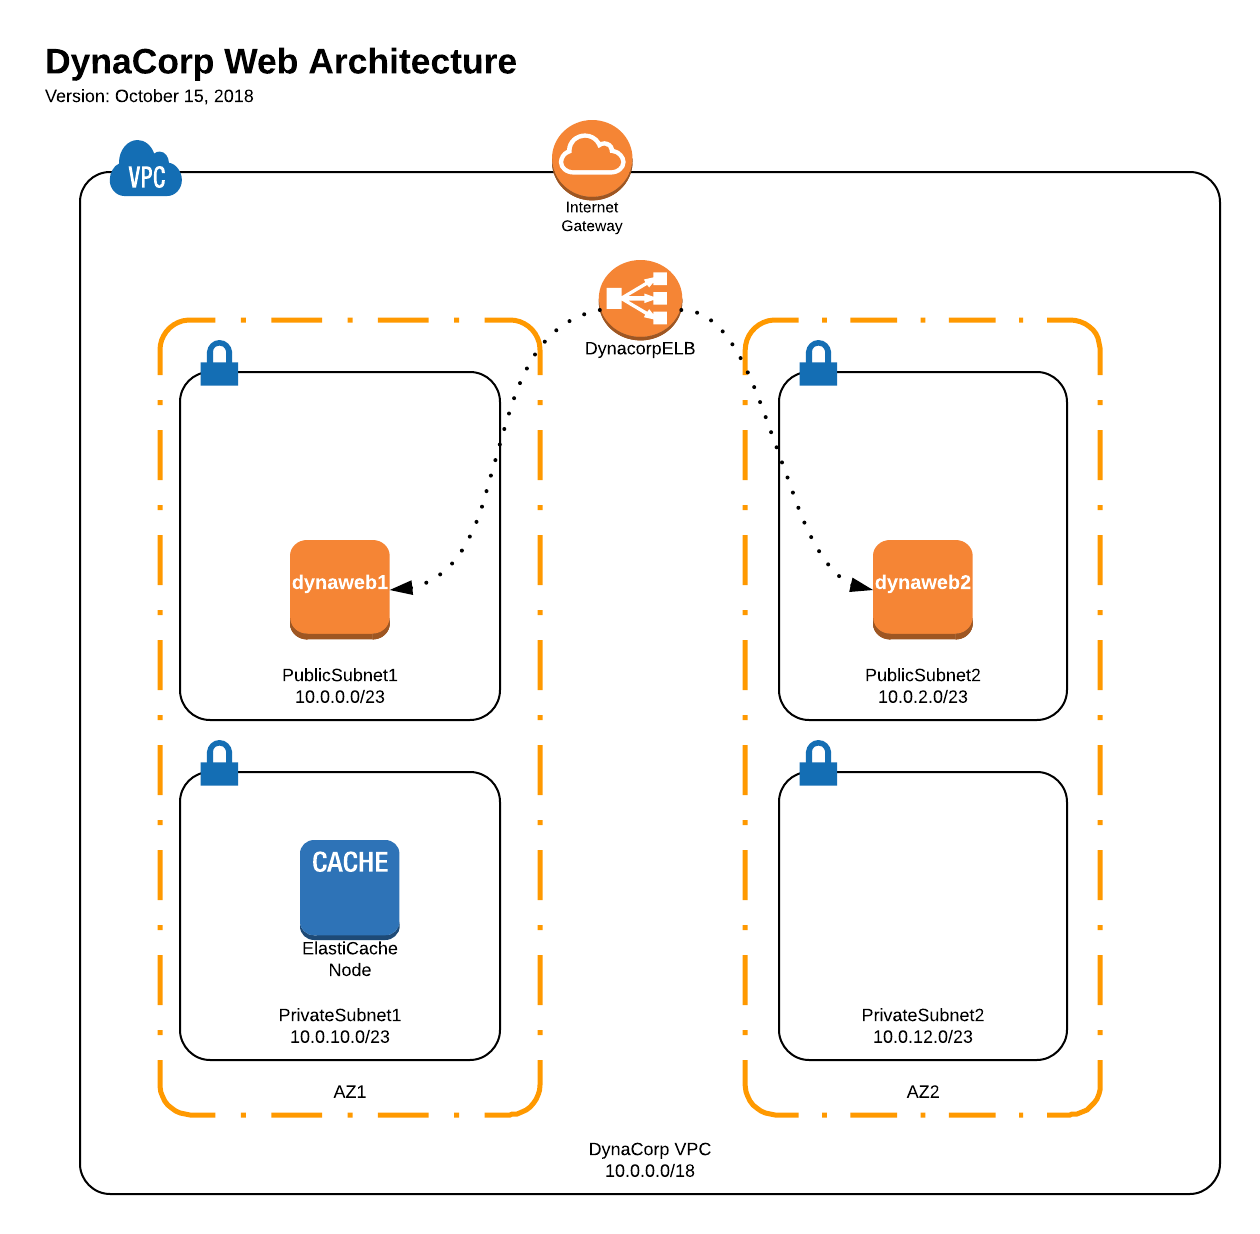 DynaCorp Web Architecture
Version: October 15, 2018
VPC
Internet
Gateway
DynacorpELB
dynaweb1
dynaweb2
PublicSubnet1
10.0.0.0/23
PublicSubnet2
10.0.2.0/23
CACHE
ElastiCache
Node
PrivateSubnet1
10.0.10.0/23
PrivateSubnet2
10.0.12.0/23
AZ1
AZ2
DynaCorp VPC
10.0.0.0/18